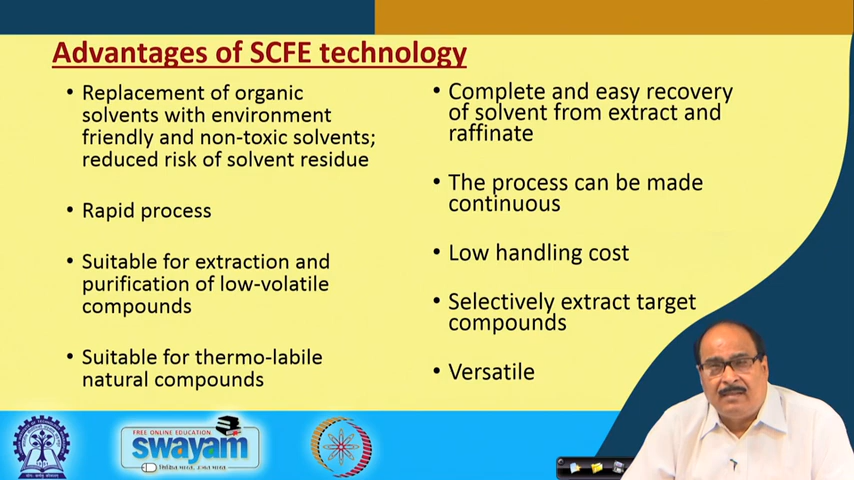 Advantages of SCFE technology
• Replacement of organic
solvents with environment
friendly and non-toxic solvents;
reduced risk of solvent residue
• Rapid process
• Suitable for extraction and
purification of low-volatile
compounds
• Suitable for thermo-labile
natural compounds
• Complete and easy recovery
of solvent from extract and
raffinate
• The process can be made
continuous
• Low handling cost
• Selectively extract target
compounds
• Versatile
FREE ONLINE EDUCATION
swayam